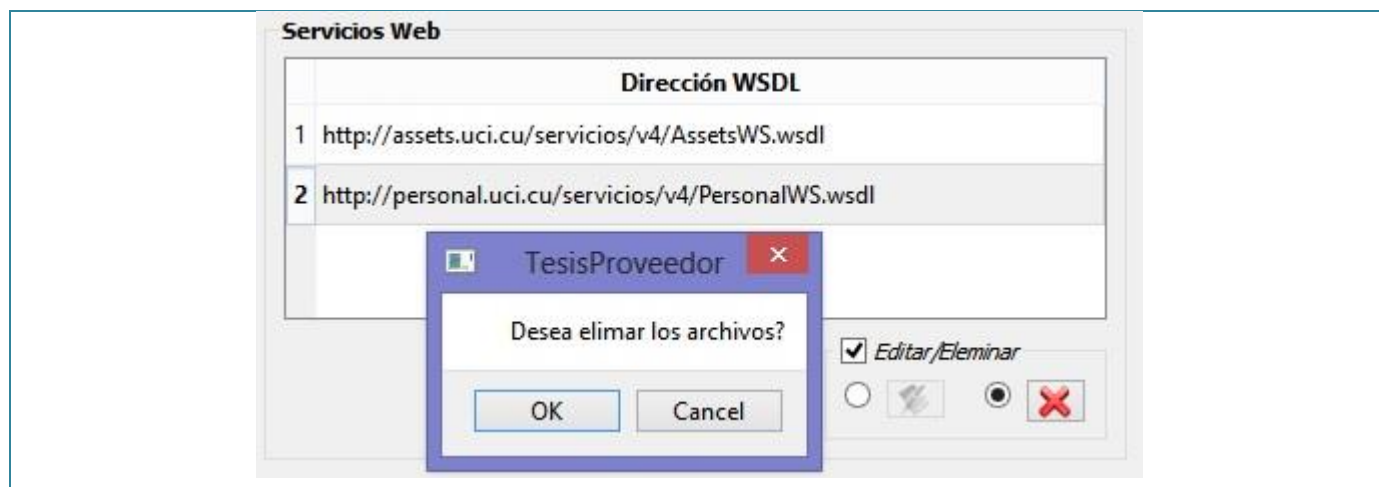 Servicios Web
Dirección WSDL
1 http://assets.uci.cu/servicios/v4/AssetsWS.wsdl
2 http://personal.uci.cu/servicios/v4/PersonalWS.wsdl
TesisProveedor
Desea elimar los archivos?
Editar/Eleminar
OK Cancel